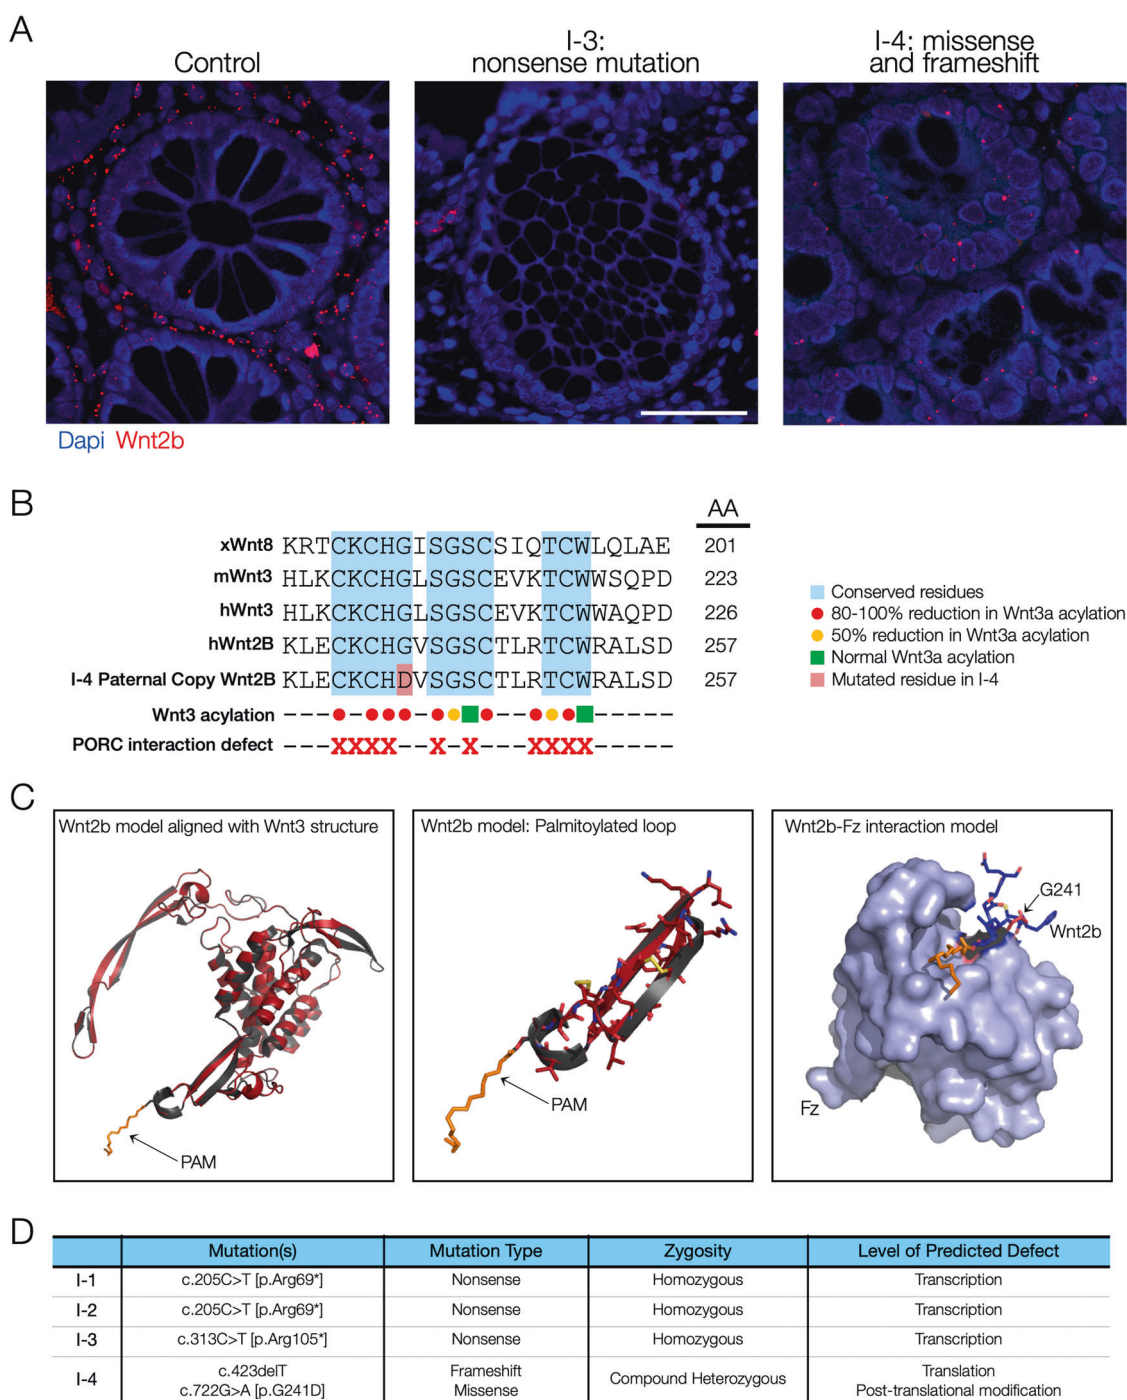 A
Control
I-3:
nonsense mutation
I-4: missense
and frameshift
Dapi Wnt2b
B
AA
xWnt8 KRTCKCHGISGSCSIQTCWLQLAE 201
mWnt3 HLKCKCHGLSGSCEVKTCWWSQPD 223
hWnt3 HLKCKCHGLSGSCEVKTCWWAQPD 226
hWnt2B KLECKCHGVSGSCTLRTCWRALSD 257
I-4 Paternal Copy Wnt2B KLECKCHDVSGSCTLRTCWRALSD 257
Wnt3 acylation
PORC interaction defect ---XXXX--X-X---XXXX-----
Conserved residues
80-100% reduction in Wnt3a acylation
50% reduction in Wnt3a acylation
Normal Wnt3a acylation
Mutated residue in I-4
C
Wnt2b model aligned with Wnt3 structure
PAM
Wnt2b model: Palmitoylated loop
PAM
Wnt2b-Fz interaction model
G241
Wnt2b
Fz
D
Mutation(s) Mutation Type Zygosity Level of Predicted Defect
I-1 c.205C>T [p.Arg69*] Nonsense Homozygous Transcription
I-2 c.205C>T [p.Arg69*] Nonsense Homozygous Transcription
I-3 c.313C>T [p.Arg105*] Nonsense Homozygous Transcription
I-4 c.423delT Frameshift Compound Heterozygous Translation
c.722G>A [p.G241D] Missense Post-translational modification